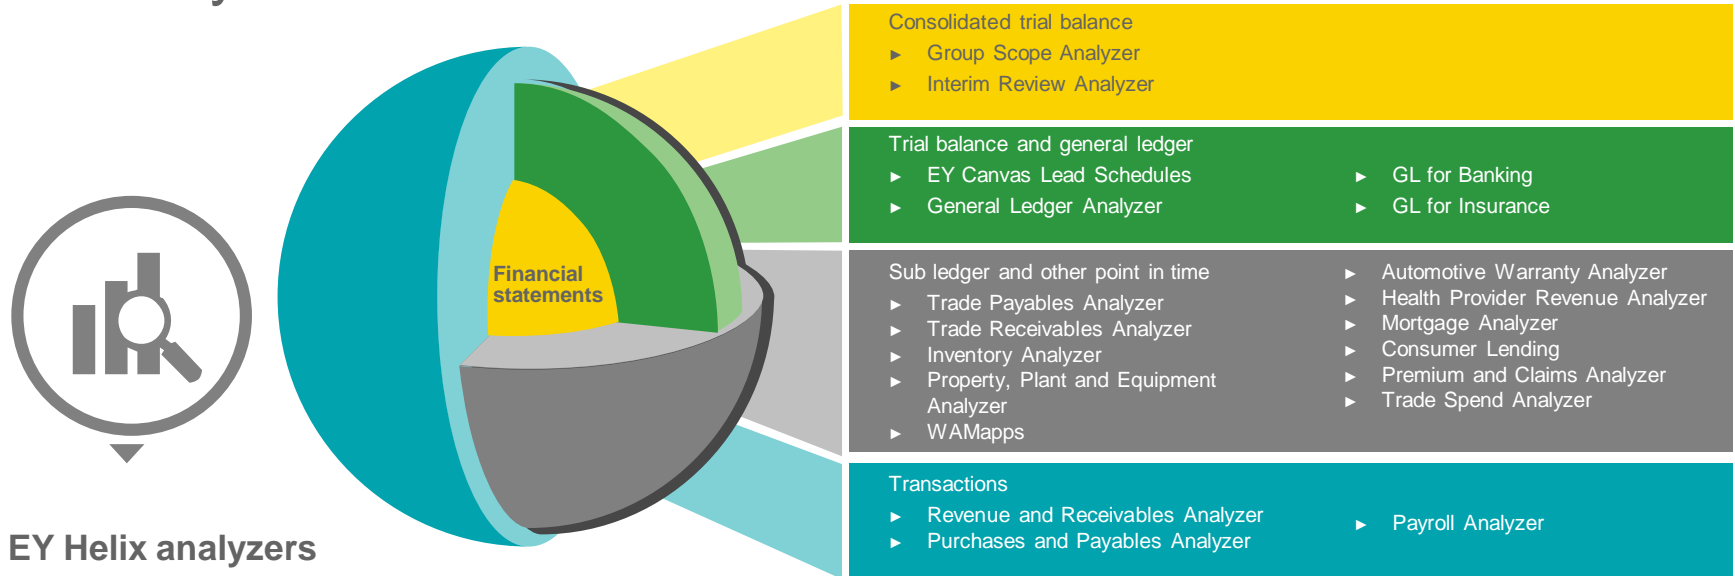 Consolidated trial balance
► Group Scope Analyzer
► Interim Review Analyzer
Trial balance and general ledger
► EY Canvas Lead Schedules
► General Ledger Analyzer
► GL for Banking
► GL for Insurance
Financial
statements
Sub ledger and other point in time
► Trade Payables Analyzer
► Trade Receivables Analyzer
► Inventory Analyzer
► Property, Plant and Equipment
Analyzer
► WAMapps
► Automotive Warranty Analyzer
► Health Provider Revenue Analyzer
► Mortgage Analyzer
► Consumer Lending
► Premium and Claims Analyzer
► Trade Spend Analyzer
Transactions
► Revenue and Receivables Analyzer
► Purchases and Payables Analyzer
► Payroll Analyzer
EY Helix analyzers